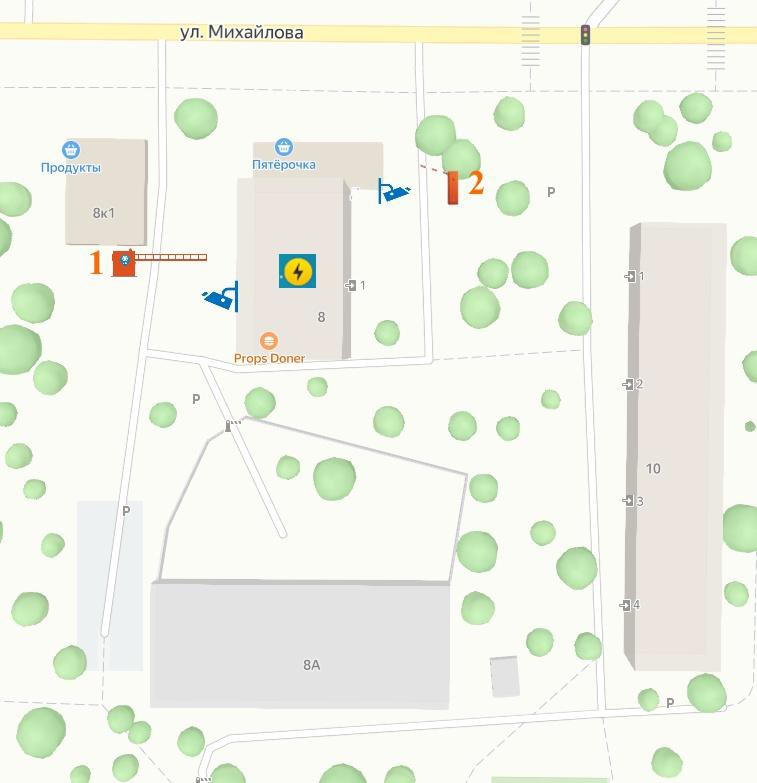 ул. Михайлова
Продукты
Пятёрочка
2
P
8к1
1
1
1
8
Props Doner
2
P
10
P
3
4
8А
P